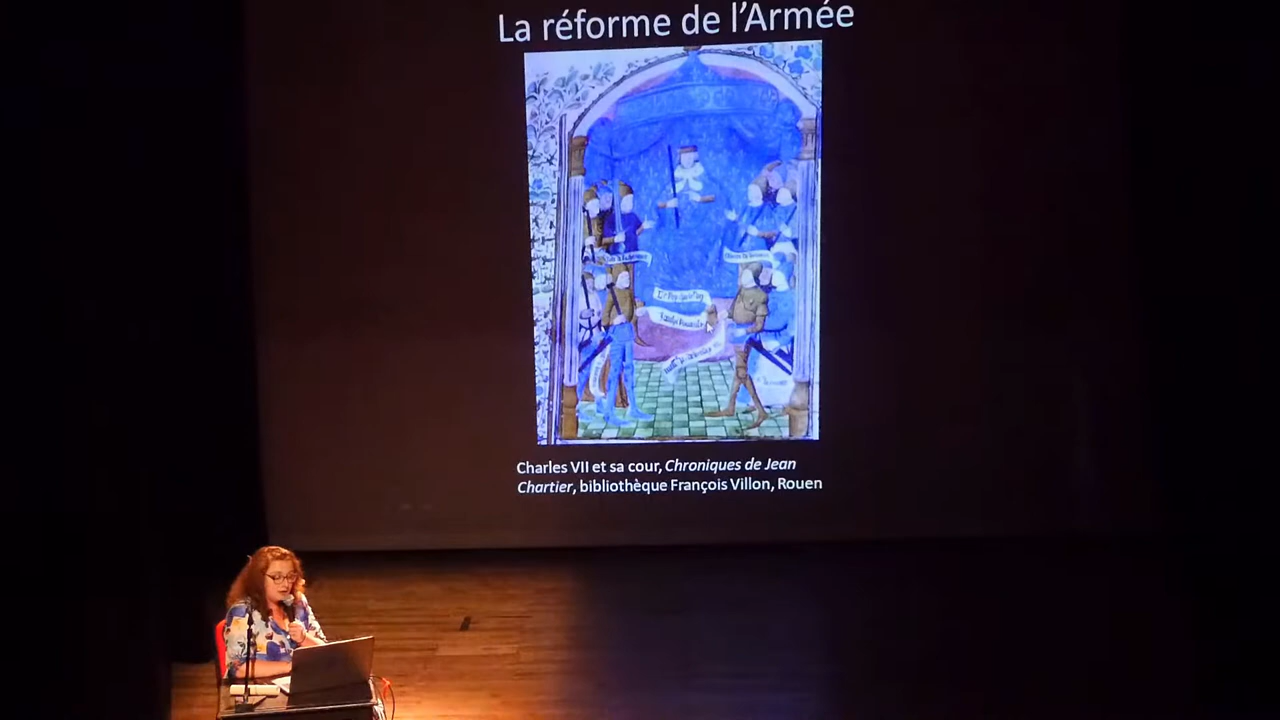 La réforme de l'Armée
Charles VII et sa cour, Chroniques de Jean
Chartier, bibliothèque François Villon, Rouen